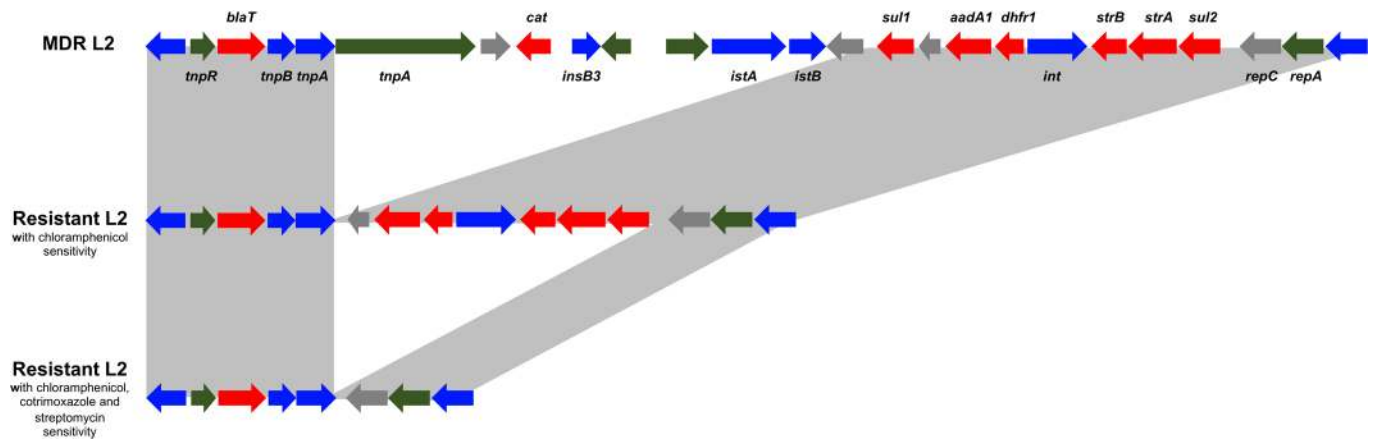 blaT cat sul1 aadA1 dhfr1 strB strA sul2
MDR L2
tnpR tnpB tnpA tnpA insB3 istA istB int repC repA
Resistant L2
with chloramphenicol
sensitivity
Resistant L2
with chloramphenicol,
cotrimoxazole and
streptomycin
sensitivity